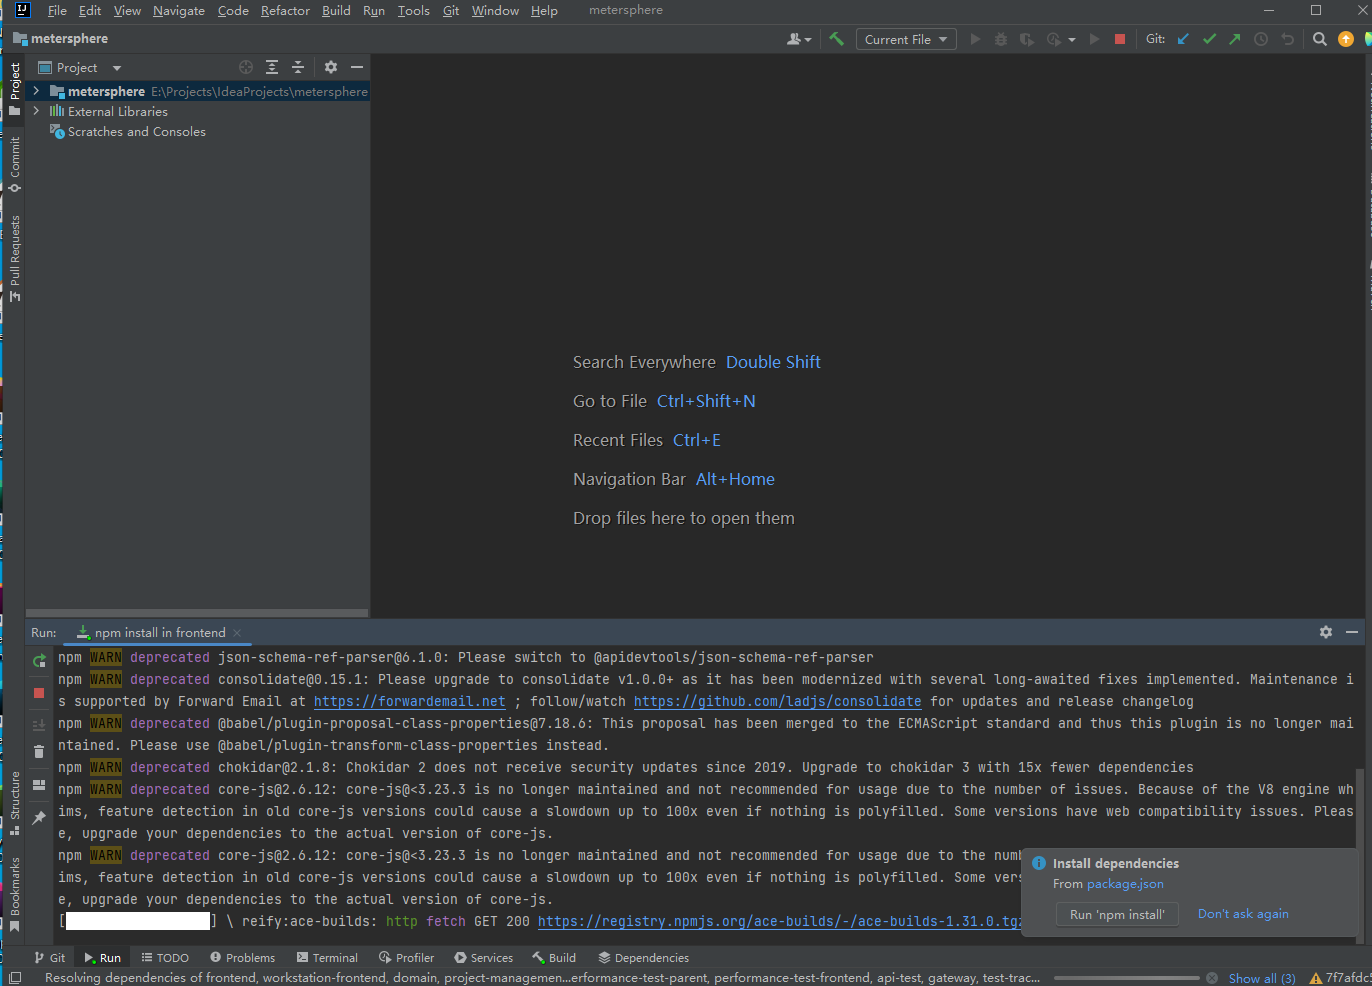 File Edit View Navigate Code Refactor Build Run Tools Git Window Help metersphere
metersphere
Current File
Git:
Project
metersphere E:\Projects\IdeaProjects\metersphere
External Libraries
Scratches and Consoles
Project
Commit
Pull Requests
Structure
Bookmarks
Search Everywhere Double Shift
Go to File Ctrl+Shift+N
Recent Files Ctrl+E
Navigation Bar Alt+Home
Drop files here to open them
Run: npm install in frontend
npm WARN deprecated json-schema-ref-parser@6.1.0: Please switch to @apidevtools/json-schema-ref-parser
npm WARN deprecated consolidate@0.15.1: Please upgrade to consolidate v1.0.0+ as it has been modernized with several long-awaited fixes implemented. Maintenance i
s supported by Forward Email at https://forwardemail.net ; follow/watch https://github.com/ladjs/consolidate for updates and release changelog
npm WARN deprecated @babel/plugin-proposal-class-properties@7.18.6: This proposal has been merged to the ECMAScript standard and thus this plugin is no longer mai
ntained. Please use @babel/plugin-transform-class-properties instead.
npm WARN deprecated chokidar@2.1.8: Chokidar 2 does not receive security updates since 2019. Upgrade to chokidar 3 with 15x fewer dependencies
npm WARN deprecated core-js@2.6.12: core-js@<3.23.3 is no longer maintained and not recommended for usage due to the number of issues. Because of the V8 engine wh
ims, feature detection in old core-js versions could cause a slowdown up to 100x even if nothing is polyfilled. Some versions have web compatibility issues. Pleas
e, upgrade your dependencies to the actual version of core-js.
npm WARN deprecated core-js@2.6.12: core-js@<3.23.3 is no longer maintained and not recommended for usage due to the num
ims, feature detection in old core-js versions could cause a slowdown up to 100x even if nothing is polyfilled. Some vers
e, upgrade your dependencies to the actual version of core-js.
[ ] \ reify:ace-builds: http fetch GET 200 https://registry.npmjs.org/ace-builds/-/ace-builds-1.31.0.tgz
Install dependencies
From package.json
Run 'npm install' Don't ask again
Git Run TODO Problems Terminal Profiler Services Build Dependencies
Resolving dependencies of frontend, workstation-frontend, domain, project-managemen...erformance-test-parent, performance-test-frontend, api-test, gateway, test-trac... Show all (3) 7f7afdc